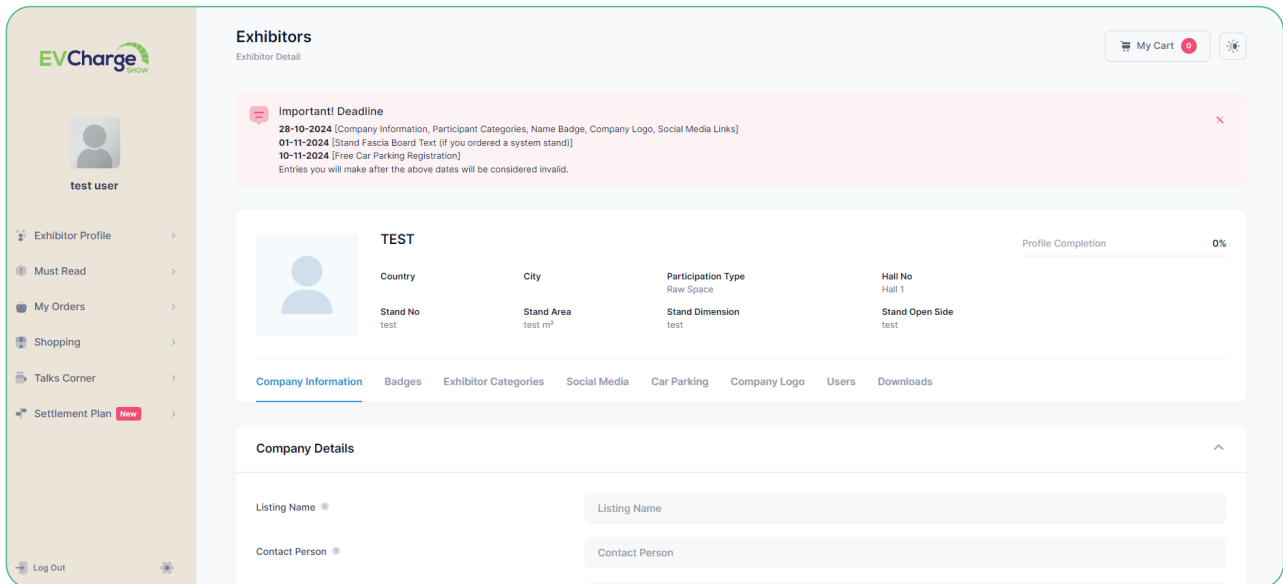 EVCharge
SHOW
test user
Exhibitor Profile
Must Read
My Orders
Shopping
Talks Corner
Settlement Plan New
Log Out
Exhibitors
Exhibitor Detail
My Cart 0
Important! Deadline
28-10-2024 [Company Information, Participant Categories, Name Badge, Company Logo, Social Media Links]
01-11-2024 [Stand Fascia Board Text (if you ordered a system stand)]
10-11-2024 [Free Car Parking Registration]
Entries you will make after the above dates will be considered invalid.
TEST
Profile Completion 0%
Country City Participation Type Hall No
Raw Space Hall 1
Stand No Stand Area Stand Dimension Stand Open Side
test test m² test test
Company Information Badges Exhibitor Categories Social Media Car Parking Company Logo Users Downloads
Company Details
Listing Name Listing Name
Contact Person Contact Person